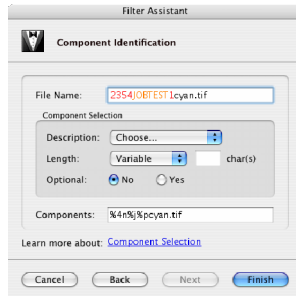 Filter Assistant
Component Identification
File Name: 2354JOBTEST1cyan.tif
Component Selection
Description: Choose...
Length: Variable char(s)
Optional: No Yes
Components: %4n%j%pcyan.tif
Learn more about: Component Selection
Cancel Back Next Finish